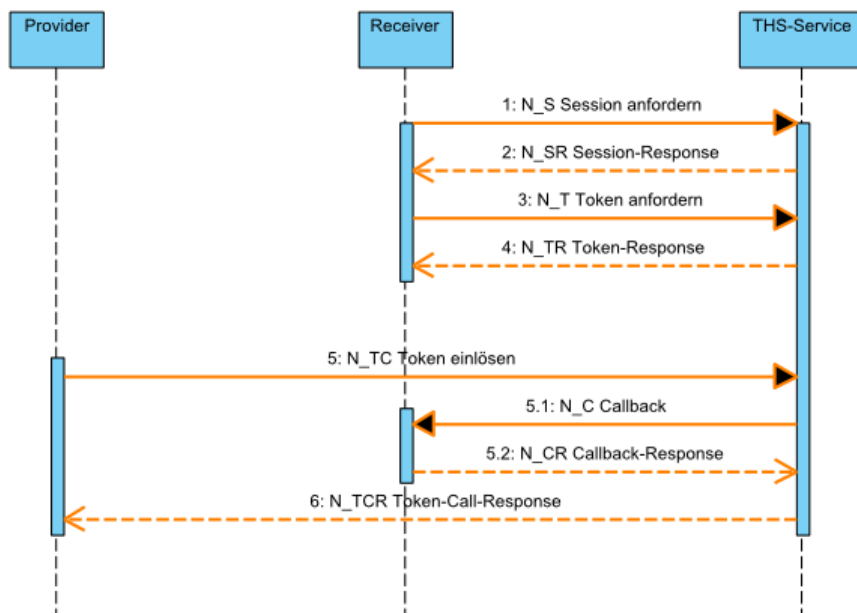 Provider
Receiver
THS-Service
1: N_S Session anfordern
2: N_SR Session-Response
3: N_T Token anfordern
4: N_TR Token-Response
5: N_TC Token einlösen
5.1: N_C Callback
5.2: N_CR Callback-Response
6: N_TCR Token-Call-Response